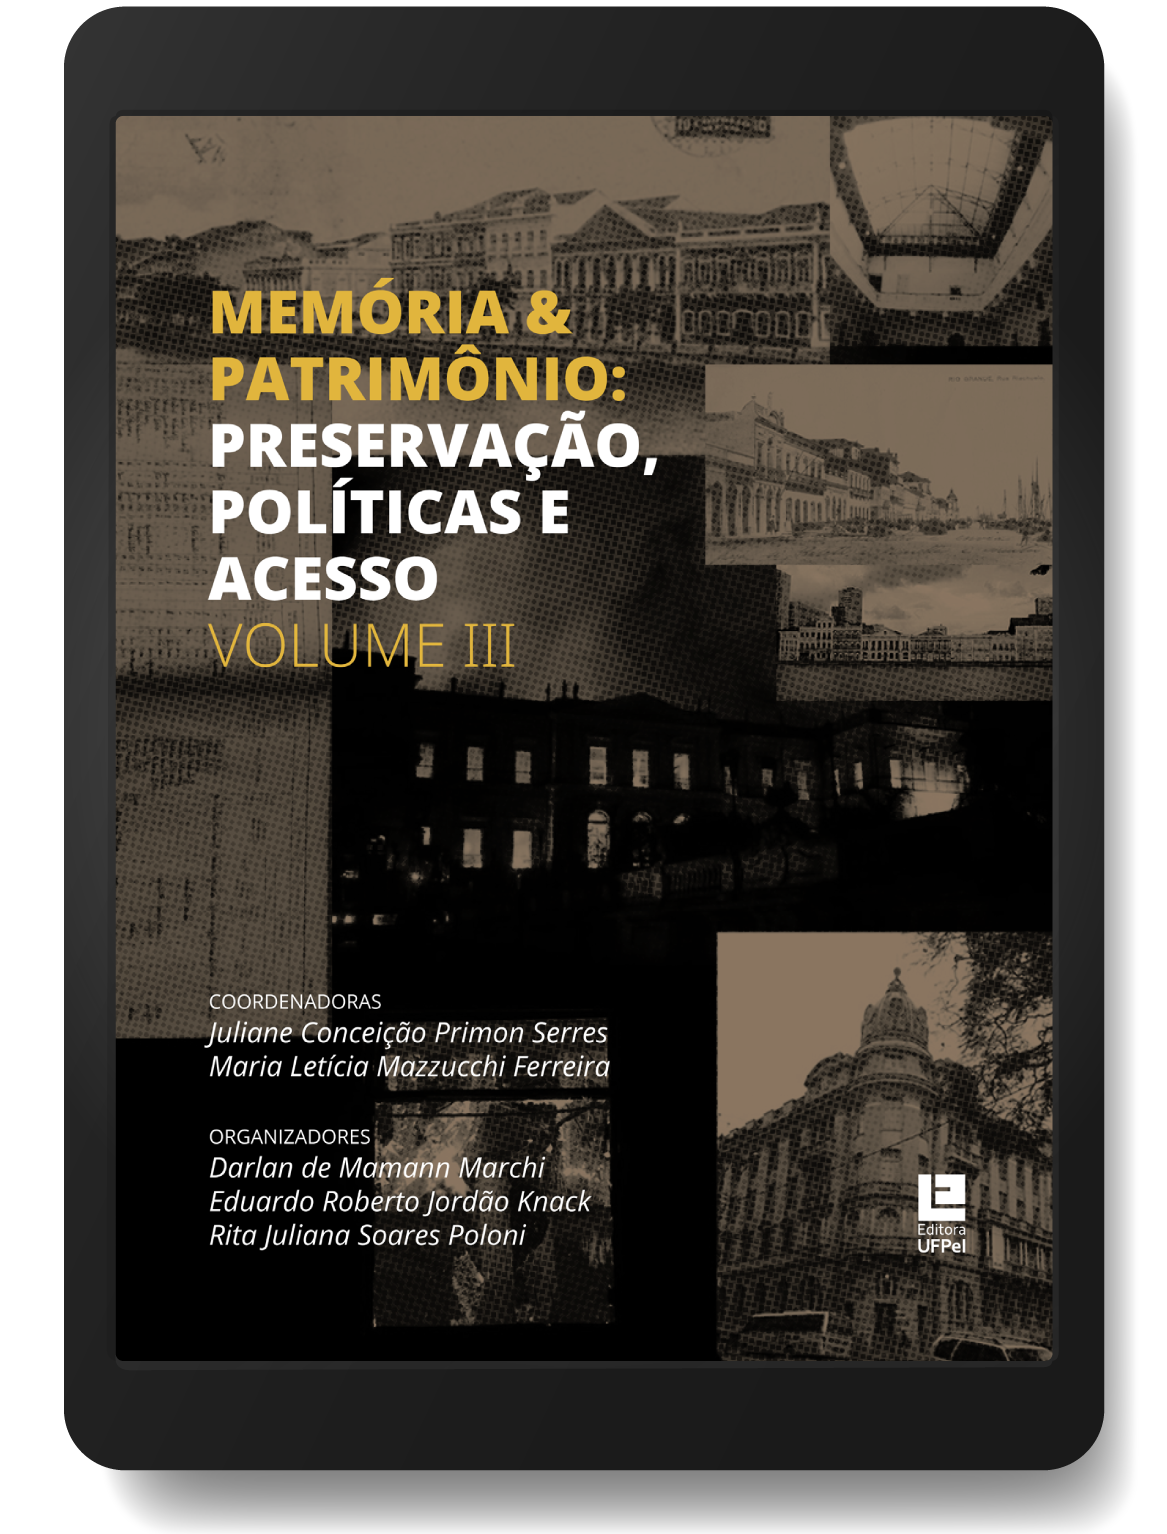 MEMÓRIA &
PATRIMÔNIO:
PRESERVAÇÃO,
POLÍTICAS E
ACESSO
VOLUME III
COORDENADORAS
Juliane Conceição Primon Serres
Maria Letícia Mazzucchi Ferreira
ORGANIZADORES
Darlan de Mamann Marchi
Eduardo Roberto Jordão Knack
Rita Juliana Soares Poloni
Editora
UFPel